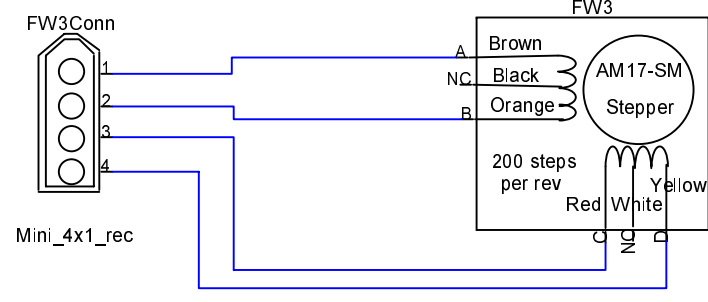 FW3Conn
FW3
1
2
3
4
A
NC
B
Brown
Black
Orange
AM17-SM
Stepper
200 steps
per rev
Yellow
Red White
C
NC
D
Mini_4x1_rec